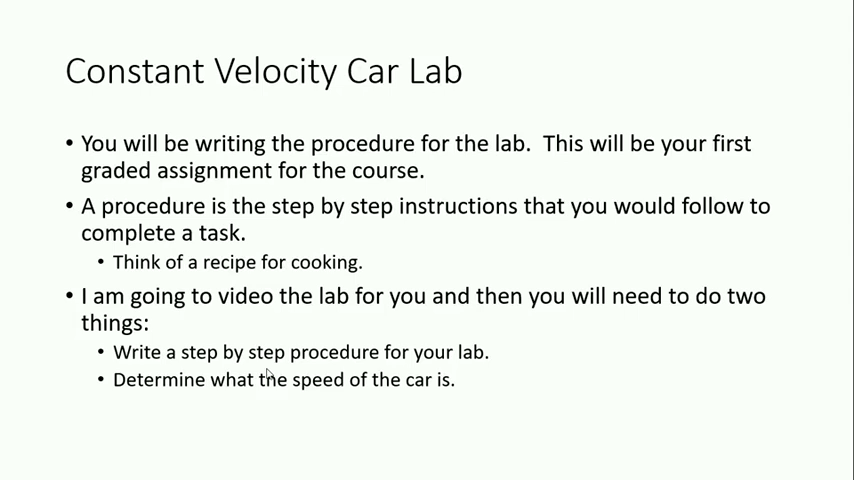 Constant Velocity Car Lab
• You will be writing the procedure for the lab.  This will be your first
graded assignment for the course.
• A procedure is the step by step instructions that you would follow to
complete a task.
• Think of a recipe for cooking.
• I am going to video the lab for you and then you will need to do two
things:
• Write a step by step procedure for your lab.
• Determine what the speed of the car is.